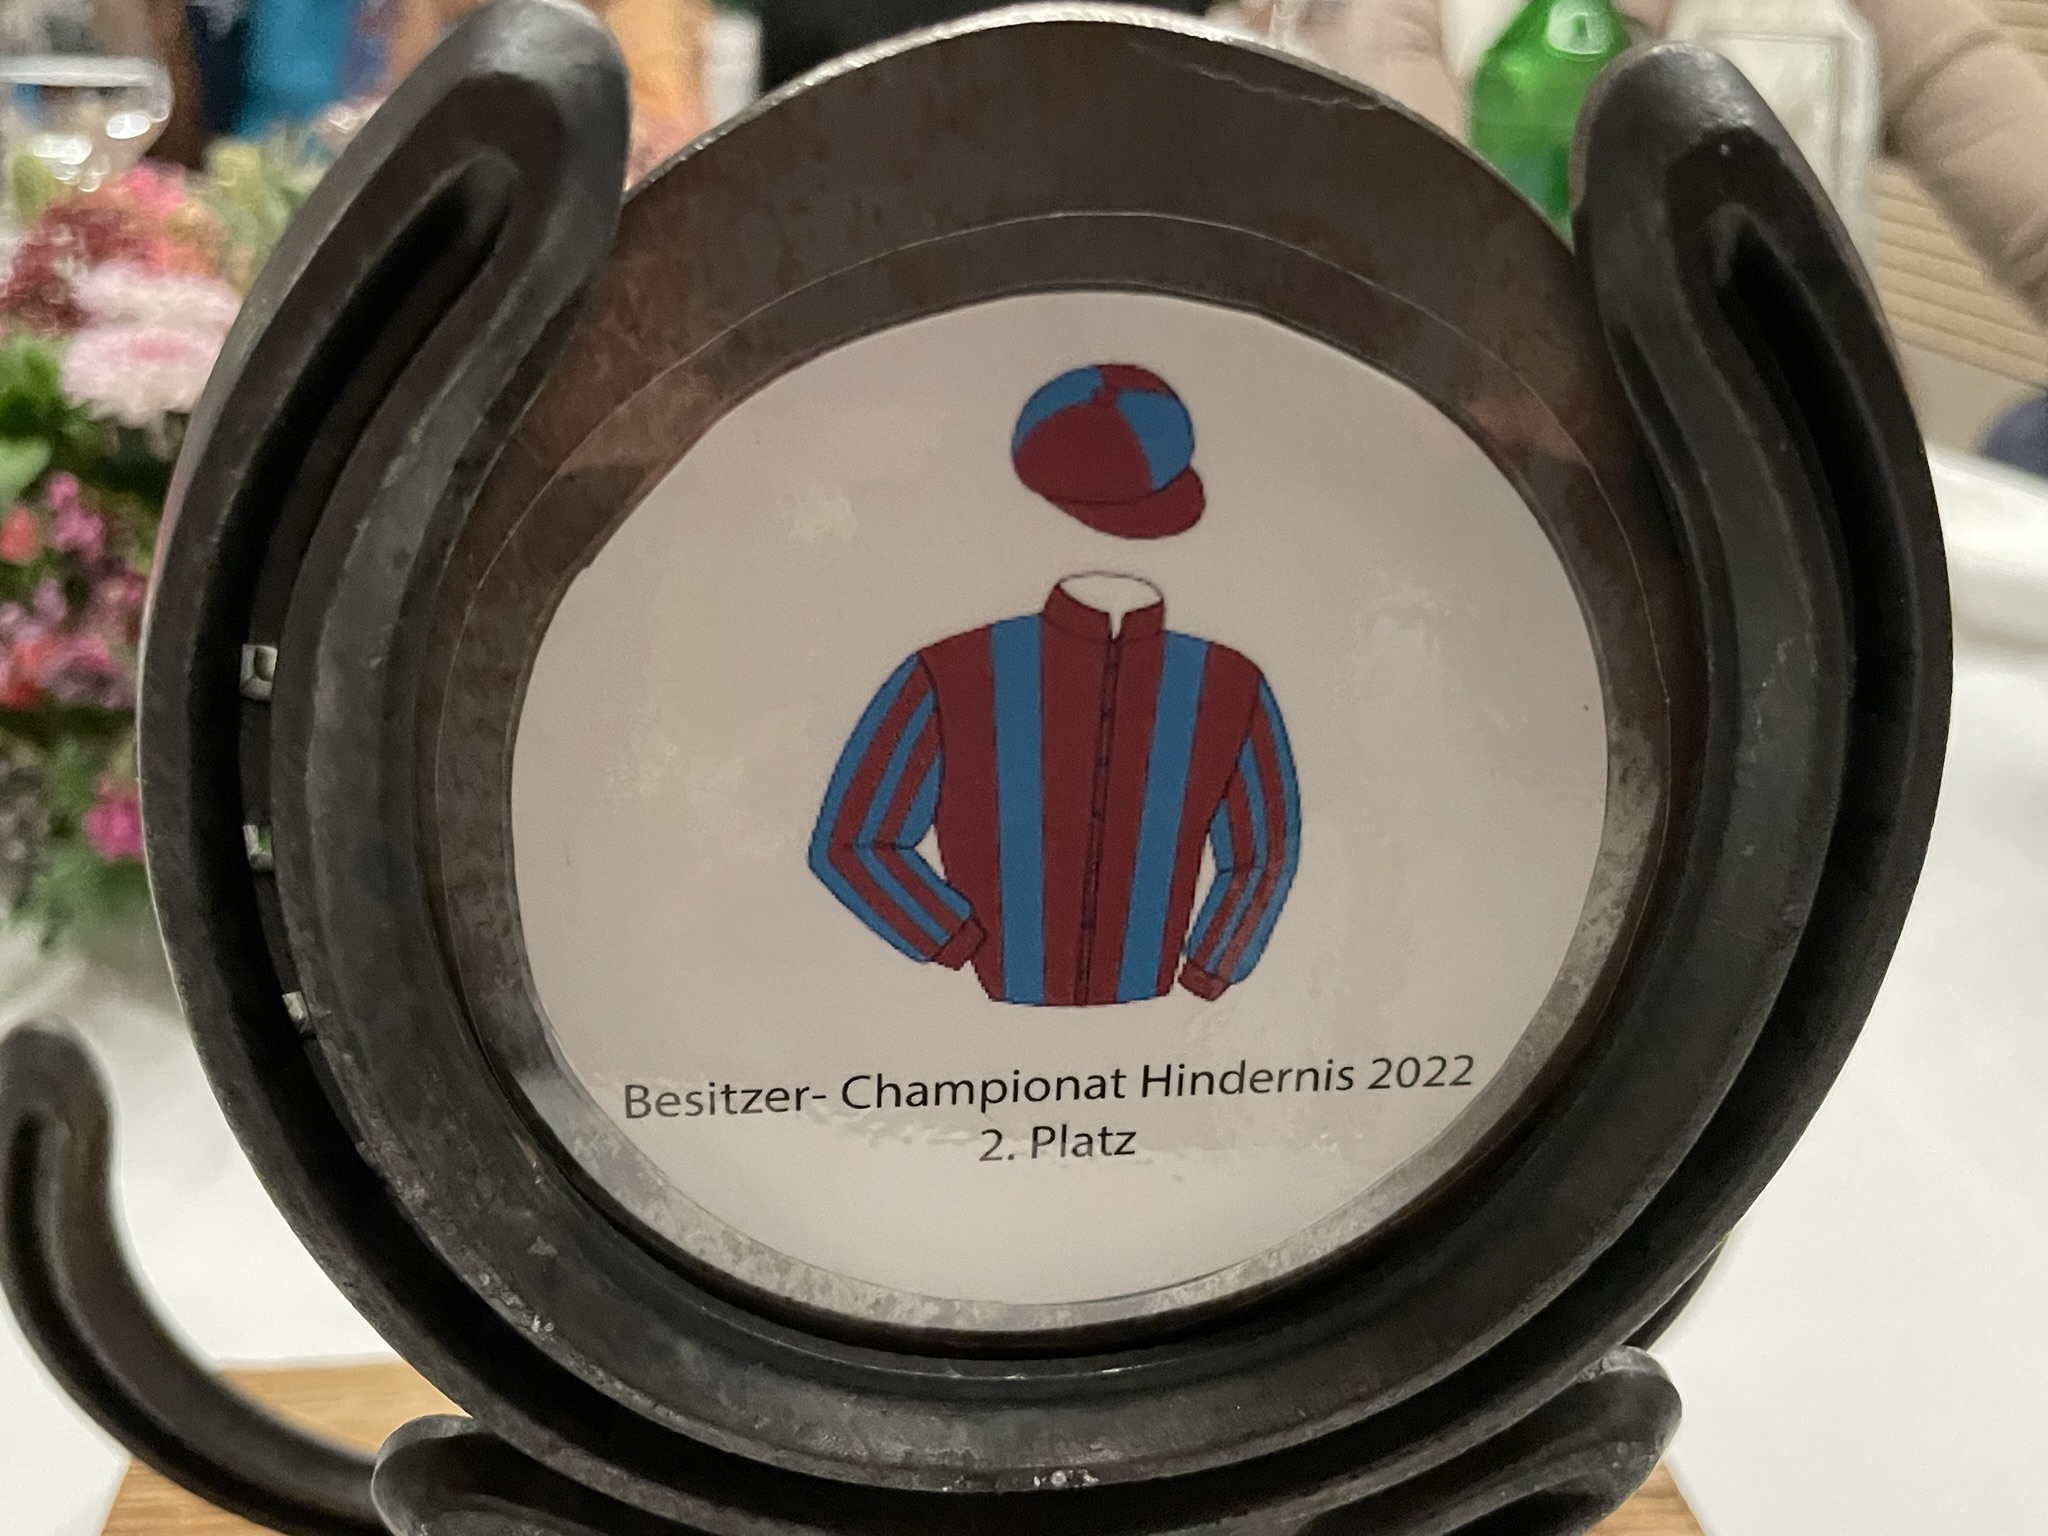 Besitzer- Championat Hindernis 2022
2. Platz